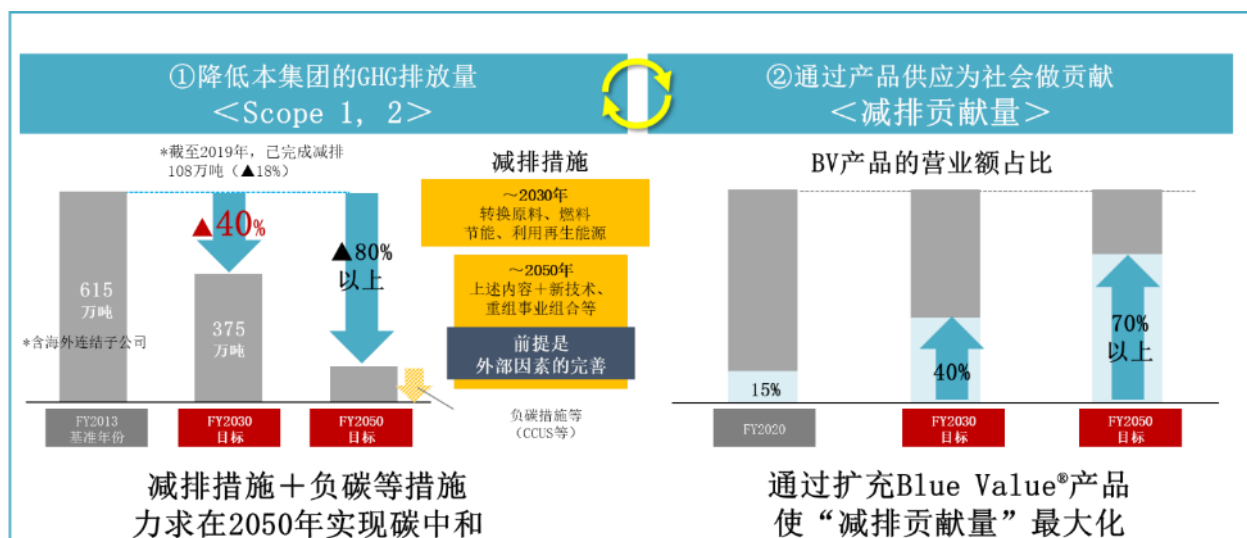 ①降低本集团的GHG排放量
＜Scope 1, 2＞
*截至2019年，已完成减排
108万吨（▲18%）
▲40%
▲80%
以上
615
万吨
*含海外连结子公司
375
万吨
FY2013
基准年份
FY2030
目标
FY2050
目标
减排措施
～2030年
转换原料、燃料
节能、利用再生能源
～2050年
上述内容＋新技术、
重组事业组合等
前提是
外部因素的完善
负碳措施等
（CCUS等）
减排措施＋负碳等措施
力求在2050年实现碳中和
②通过产品供应为社会做贡献
＜减排贡献量＞
BV产品的营业额占比
15%
40%
70%
以上
FY2020
FY2030
目标
FY2050
目标
通过扩充Blue Value®产品
使“减排贡献量”最大化